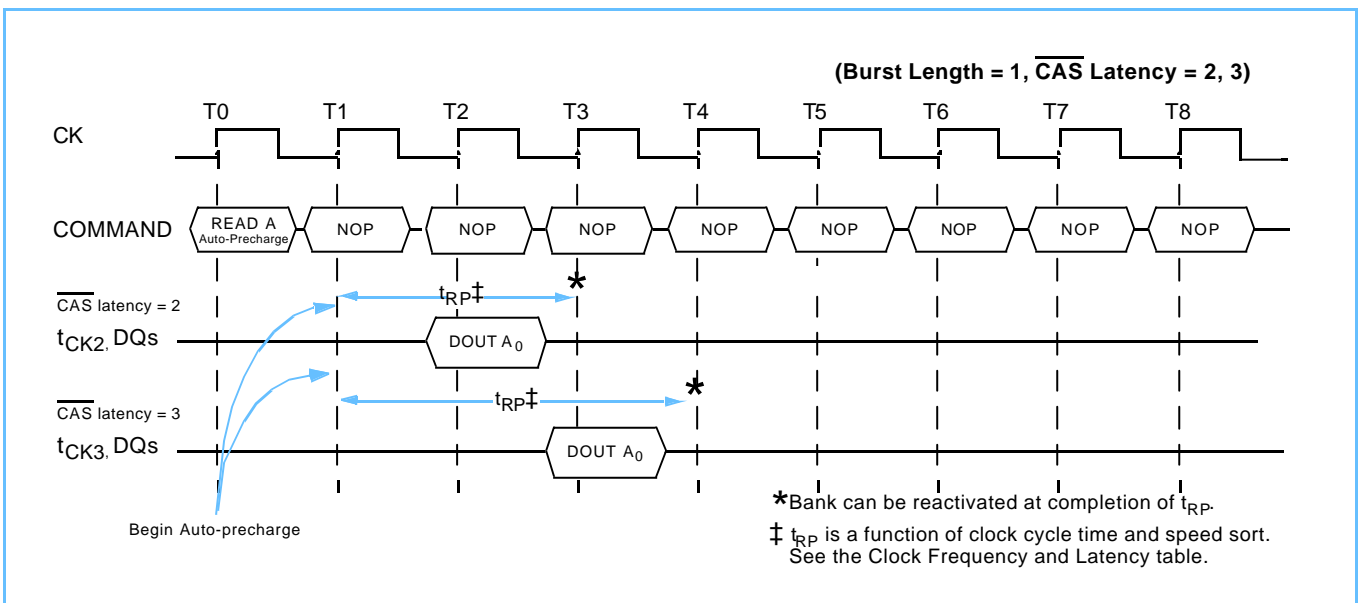 (Burst Length = 1, CAS Latency = 2, 3)
T0 T1 T2 T3 T4 T5 T6 T7 T8
CK
COMMAND READ A Auto-Precharge NOP NOP NOP NOP NOP NOP NOP NOP
*
CAS latency = 2 tRP‡
tCK2, DQs DOUT A0
*
CAS latency = 3 tRP‡
tCK3, DQs DOUT A0
*Bank can be reactivated at completion of tRP.
Begin Auto-precharge
‡ tRP is a function of clock cycle time and speed sort.
See the Clock Frequency and Latency table.